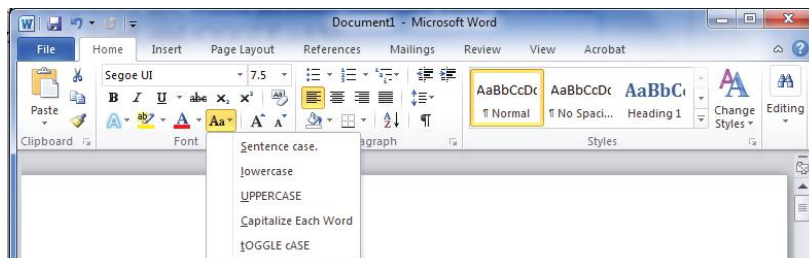 Document1 - Microsoft Word
File Home Insert Page Layout References Mailings Review View Acrobat
Segoe UI 7.5
AaBbCcDc AaBbCcDc AaBbC
B I U abc X₂ X² ¶ Normal ¶ No Spaci... Heading 1
Paste Aa A A Change Styles Editing
Clipboard Font agraph Styles
Sentence case.
lowercase
UPPERCASE
Capitalize Each Word
tOGGLE cASE